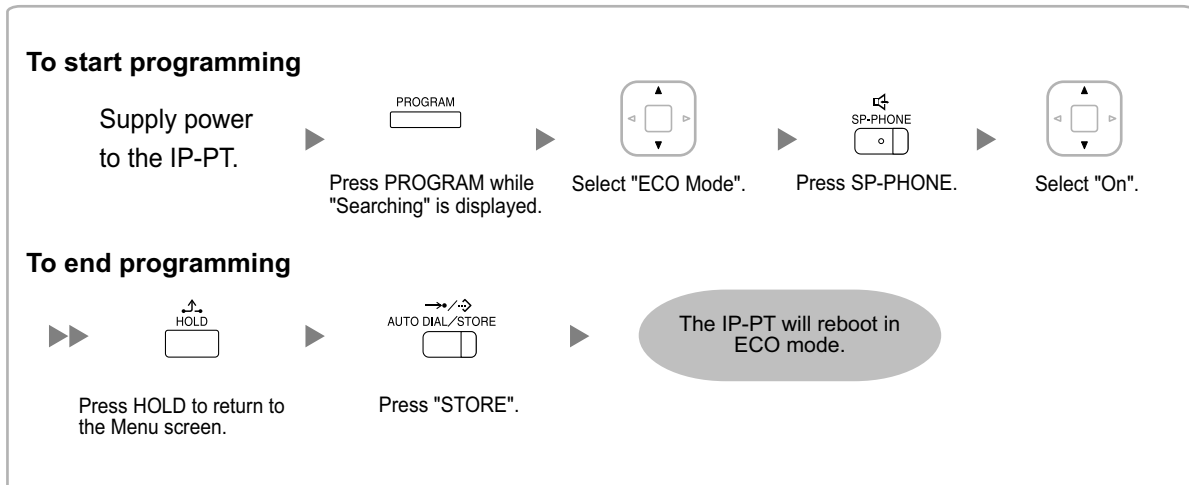 To start programming
Supply power
to the IP-PT.
PROGRAM
Press PROGRAM while
"Searching" is displayed.
Select "ECO Mode".
SP-PHONE
Press SP-PHONE.
Select "On".
To end programming
HOLD
Press HOLD to return to
the Menu screen.
AUTO DIAL/STORE
Press "STORE".
The IP-PT will reboot in
ECO mode.